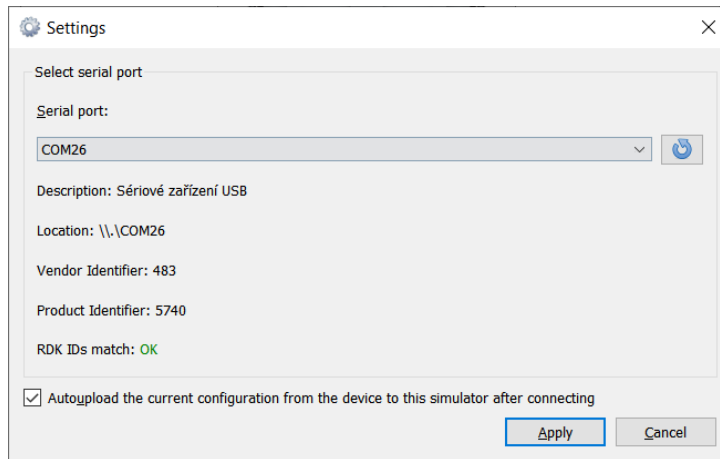 Settings
Select serial port
Serial port:
COM26
Description: Sériové zařízení USB
Location: \\.\COM26
Vendor Identifier: 483
Product Identifier: 5740
RDK IDs match: OK
Autoupload the current configuration from the device to this simulator after connecting
Apply Cancel